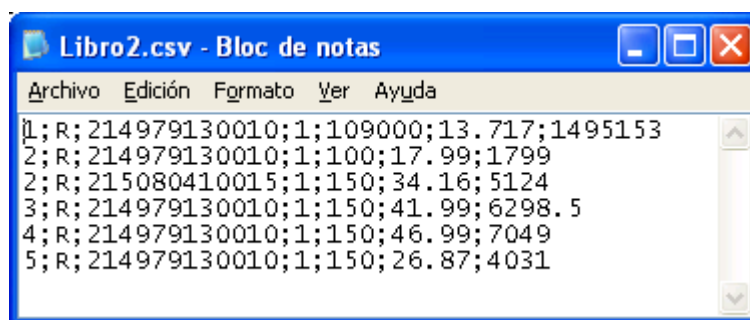 Libro2.csv - Bloc de notas
Archivo Edición Formato Ver Ayuda
1;R;214979130010;1;109000;13.717;1495153
2;R;214979130010;1;100;17.99;1799
2;R;215080410015;1;150;34.16;5124
3;R;214979130010;1;150;41.99;6298.5
4;R;214979130010;1;150;46.99;7049
5;R;214979130010;1;150;26.87;4031